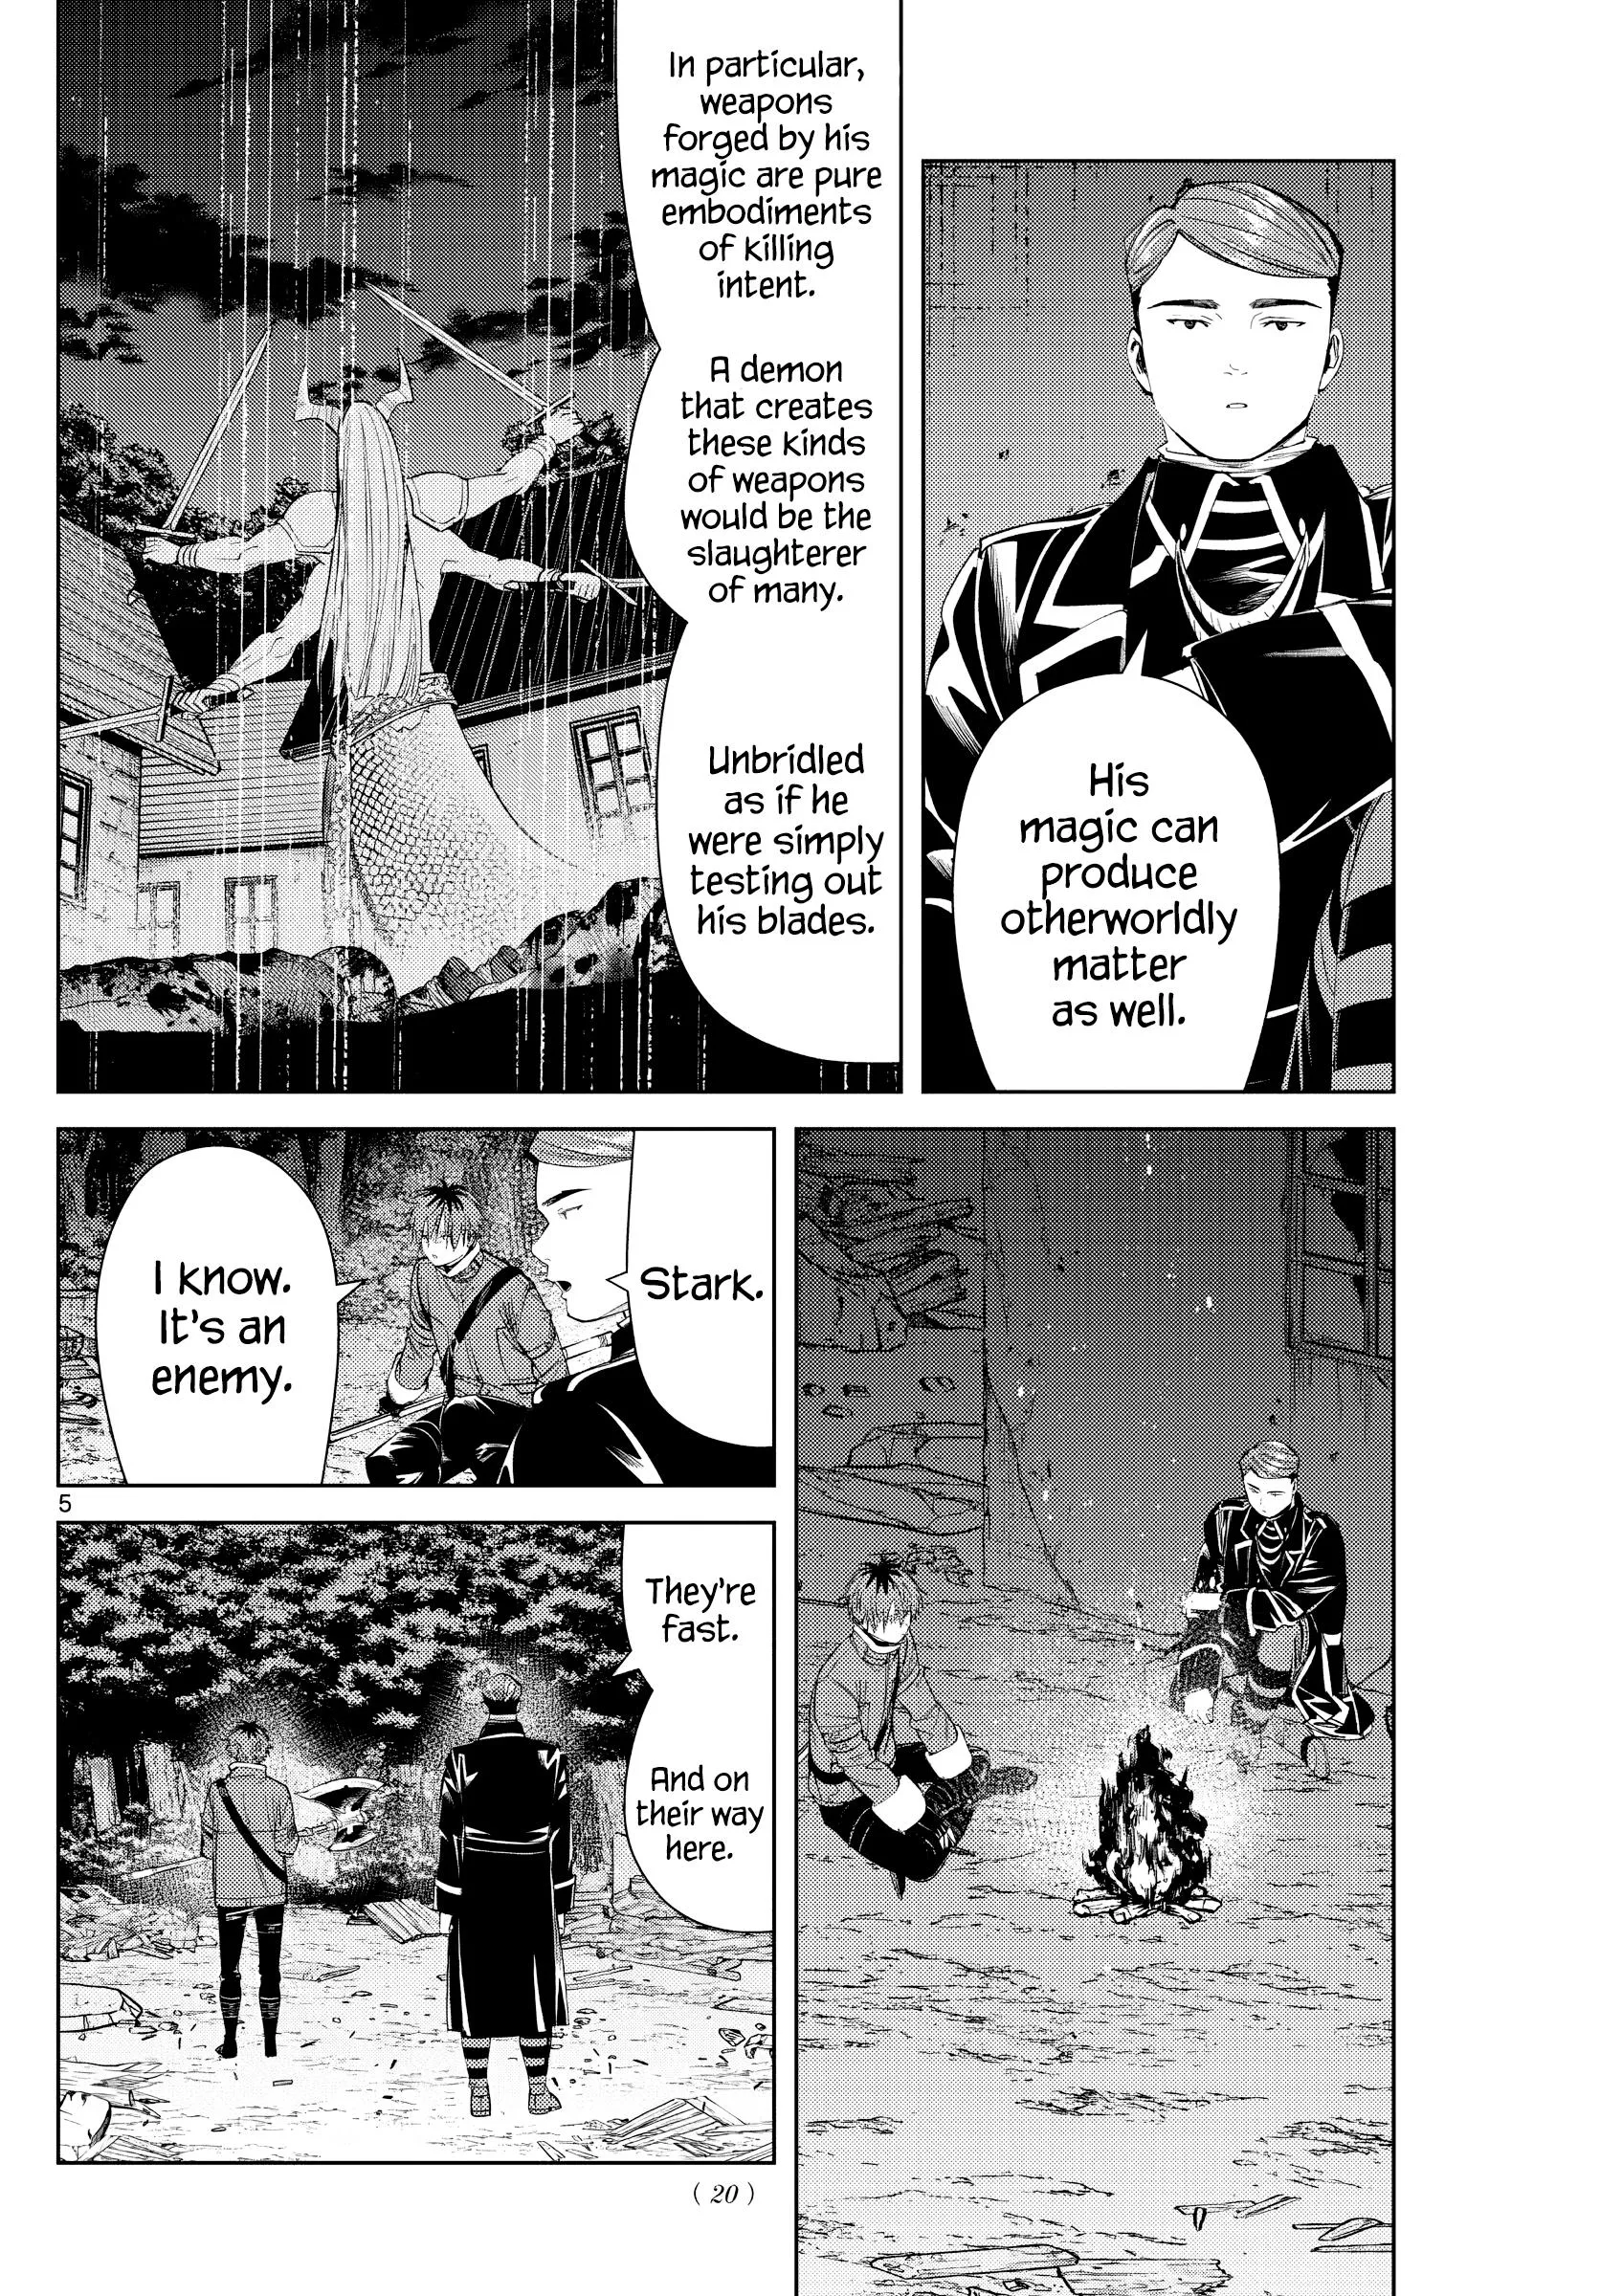 His
magic can
produce
otherworldly
matter
as well.
In particular,
weapons
forged by his
magic are pure
embodiments
of killing
intent.
A demon
that creates
these kinds
of weapons
would be the
slaughterer
of many.
Unbridled
as if he
were simply
testing out
his blades.
Stark.
I know.
It's an
enemy.
5
They're
fast.
And on
their way
here.
( 20 )